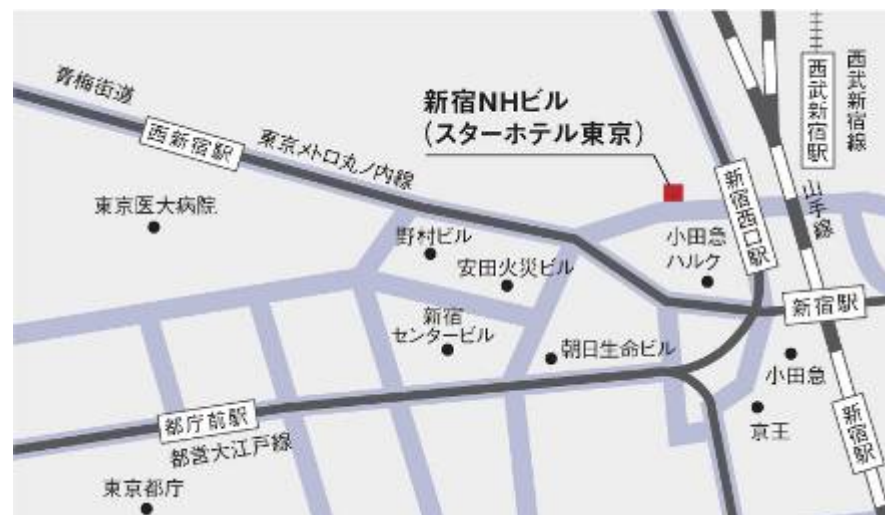 青梅街道
西新宿駅
東京メトロ丸ノ内線
新宿NHビル
(スターホテル東京)
西武新宿駅
西武新宿線
山手線
新宿西口駅
東京医大病院
野村ビル
安田火災ビル
小田急
ハルク
新宿駅
新宿
センタービル
朝日生命ビル
小田急
京王
新宿駅
都庁前駅
都営大江戸線
東京都庁